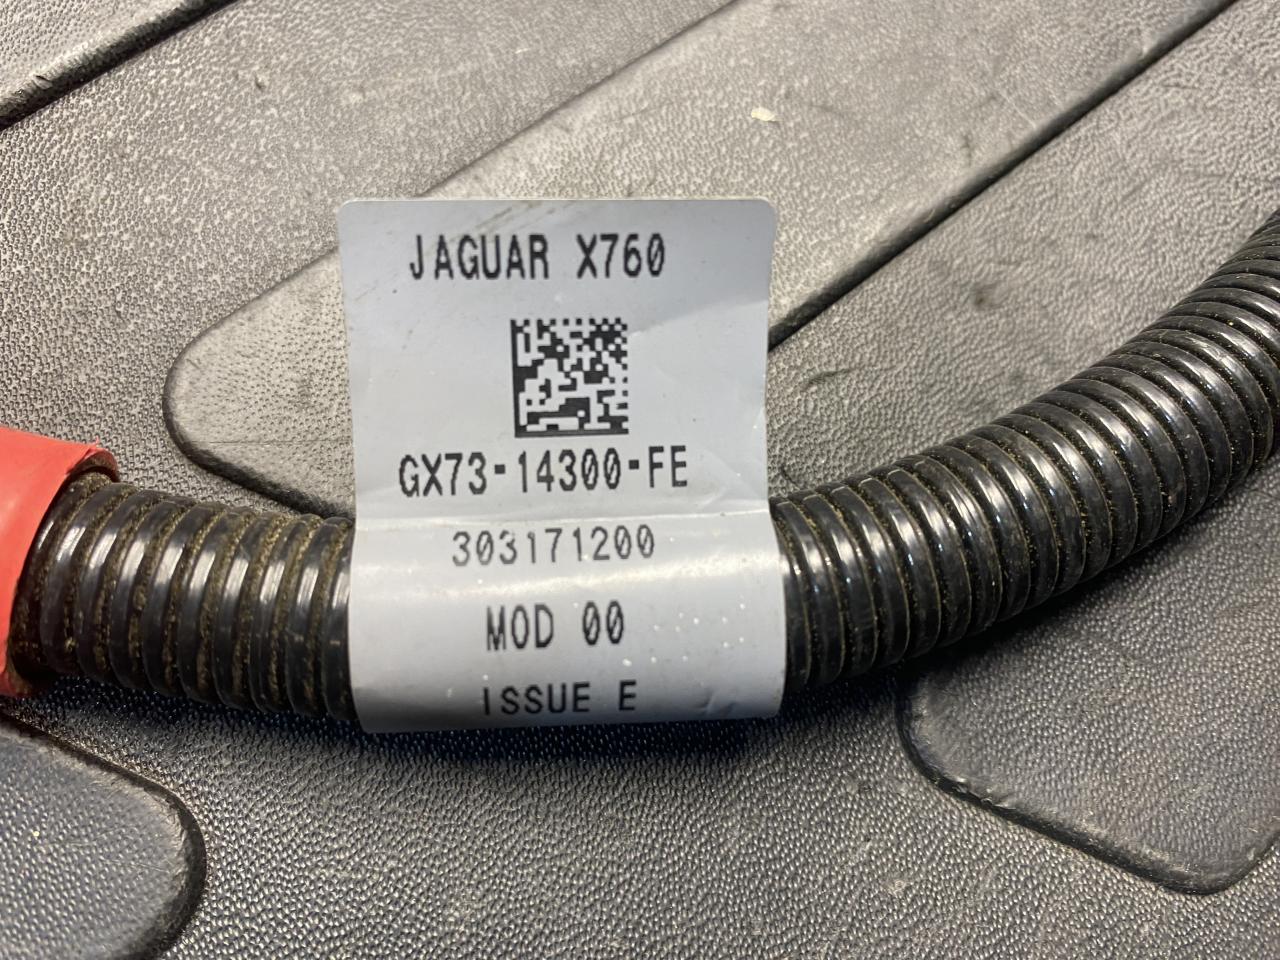 JAGUAR X760
GX73-14300-FE
303171200
MOD 00
ISSUE E